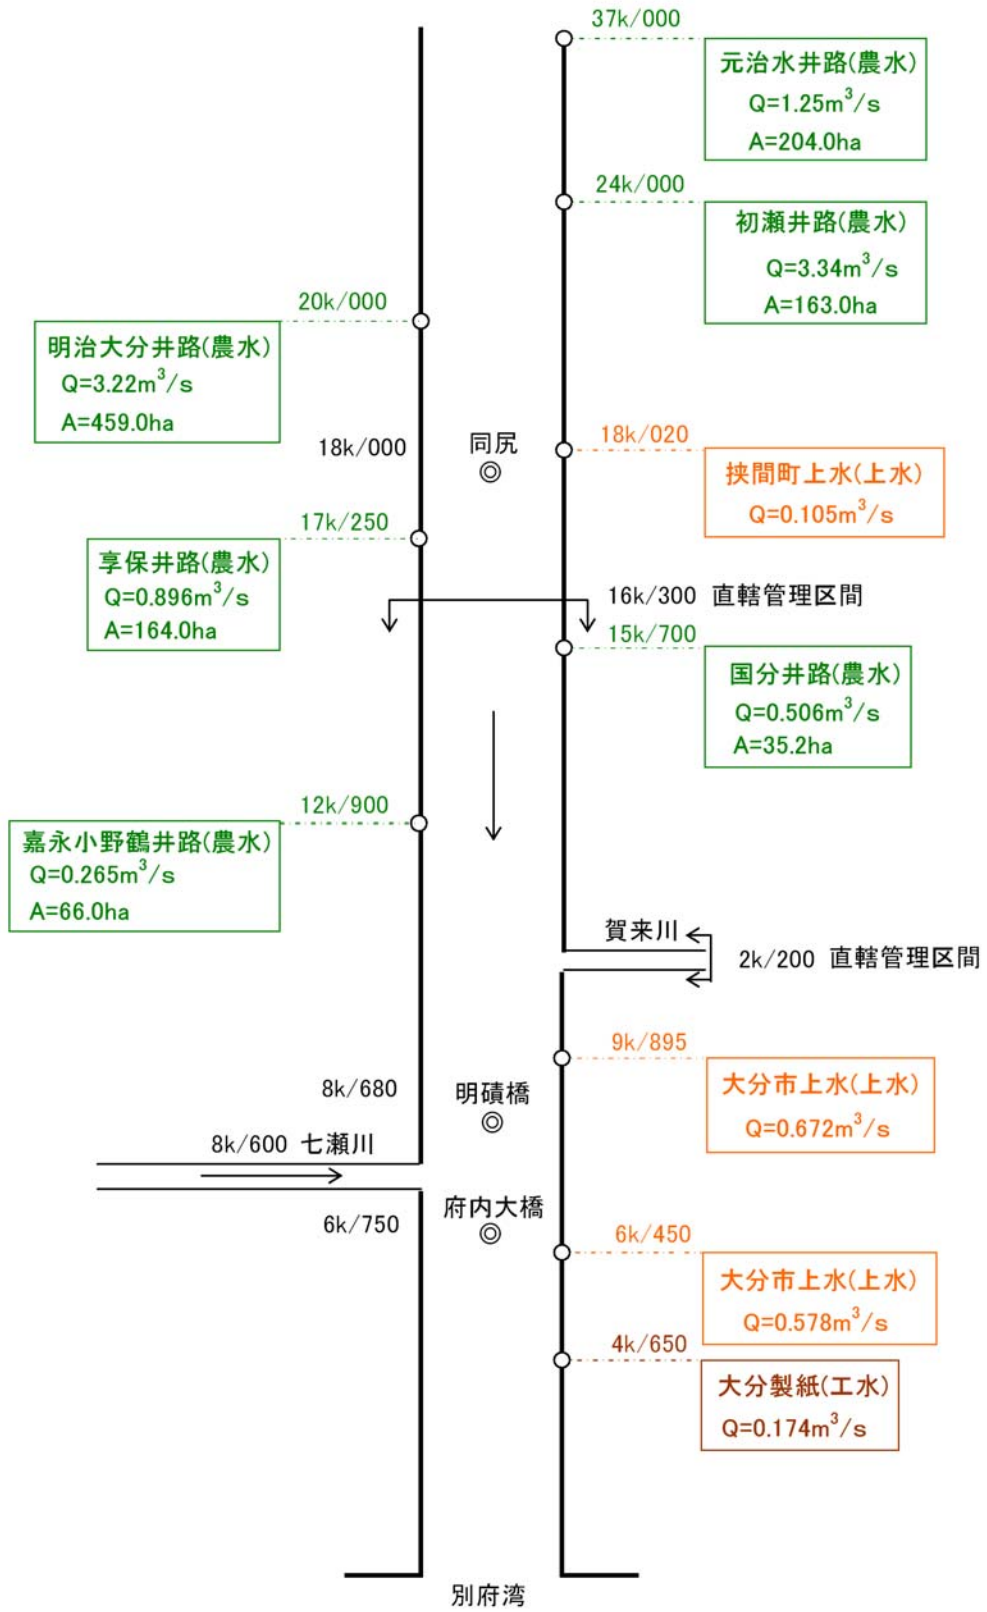 37k/000
元治水井路(農水)
Q=1.25m³/s
A=204.0ha
24k/000
初瀬井路(農水)
Q=3.34m³/s
A=163.0ha
20k/000
明治大分井路(農水)
Q=3.22m³/s
A=459.0ha
18k/000
同尻
18k/020
挟間町上水(上水)
Q=0.105m³/s
17k/250
享保井路(農水)
Q=0.896m³/s
A=164.0ha
16k/300 直轄管理区間
15k/700
国分井路(農水)
Q=0.506m³/s
A=35.2ha
12k/900
嘉永小野鶴井路(農水)
Q=0.265m³/s
A=66.0ha
賀来川
2k/200 直轄管理区間
9k/895
大分市上水(上水)
Q=0.672m³/s
8k/680
明磧橋
8k/600 七瀬川
6k/750
府内大橋
6k/450
大分市上水(上水)
Q=0.578m³/s
4k/650
大分製紙(工水)
Q=0.174m³/s
別府湾